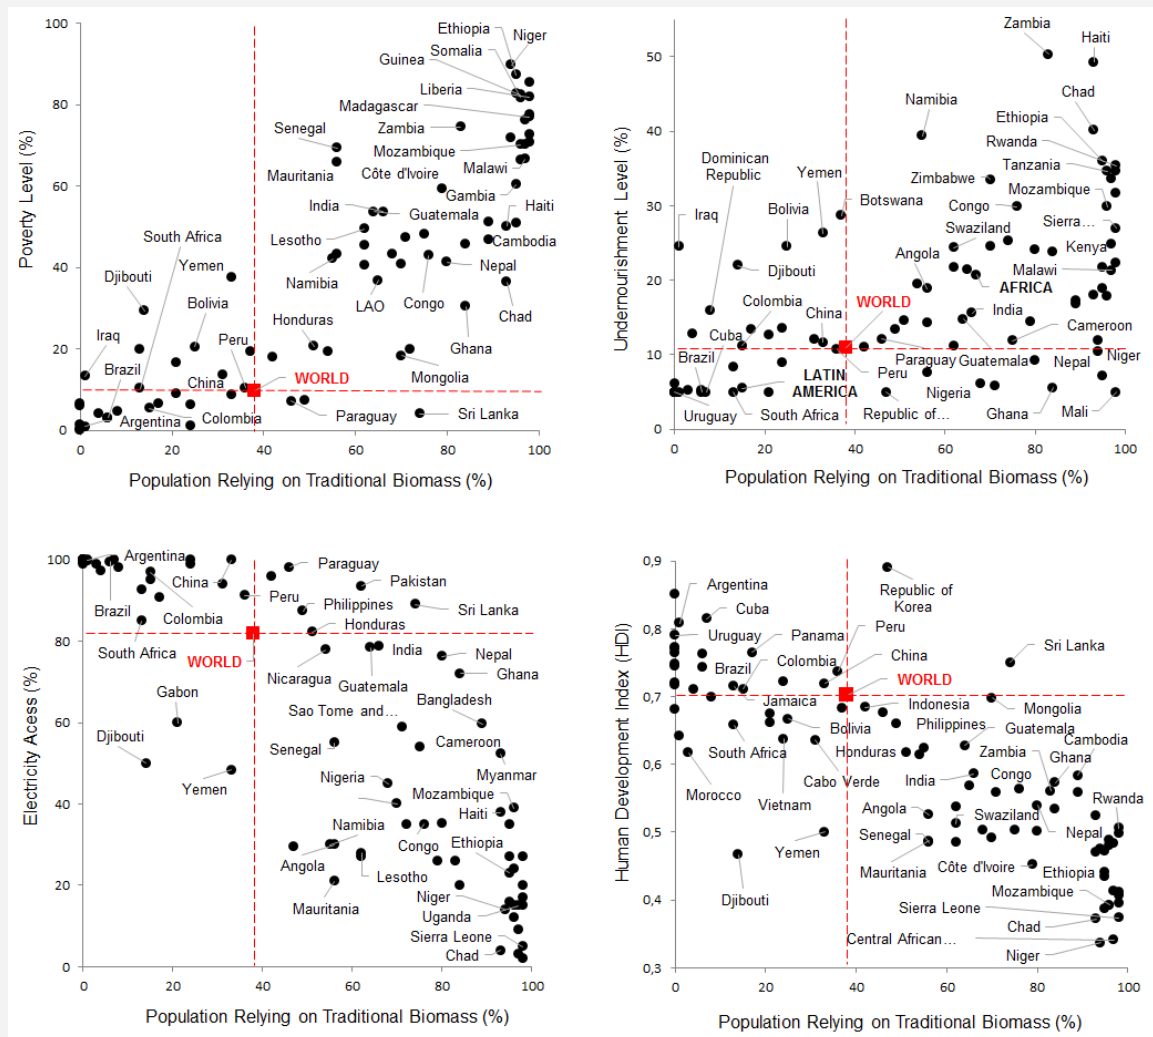 Poverty Level (%)
100
80
60
40
20
0
0
20
40
60
80
100
Population Relying on Traditional Biomass (%)
Ethiopia
Niger
Somalia
Guinea
Liberia
Madagascar
Zambia
Senegal
Mozambique
Mauritania
Malawi
Côte d'Ivoire
Gambia
India
Guatemala
Haiti
South Africa
Lesotho
Cambodia
Yemen
Nepal
Djibouti
Namibia
LAO
Congo
Chad
Bolivia
Honduras
Iraq
Peru
Ghana
Brazil
Mongolia
China
WORLD
Argentina
Colombia
Paraguay
Sri Lanka
Undernourishment Level (%)
50
40
30
20
10
0
0
20
40
60
80
100
Population Relying on Traditional Biomass (%)
Zambia
Haiti
Chad
Namibia
Ethiopia
Rwanda
Dominican
Republic
Tanzania
Yemen
Zimbabwe
Mozambique
Botswana
Congo
Iraq
Bolivia
Swaziland
Sierra ...
Angola
Kenya
Djibouti
Malawi
AFRICA
Colombia
WORLD
China
India
Cuba
Cameroon
Brazil
Paraguay
Guatemala
Nepal
Niger
LATIN
AMERICA
Peru
Uruguay
South Africa
Republic of...
Nigeria
Ghana
Mali
Electricity Acess (%)
100
80
60
40
20
0
0
20
40
60
80
100
Population Relying on Traditional Biomass (%)
Argentina
Paraguay
China
Pakistan
Peru
Brazil
Colombia
Philippines
Sri Lanka
Honduras
South Africa
WORLD
India
Nepal
Nicaragua
Guatemala
Ghana
Gabon
Bangladesh
Sao Tome and...
Djibouti
Senegal
Cameroon
Nigeria
Myanmar
Yemen
Mozambique
Haiti
Namibia
Congo
Ethiopia
Angola
Lesotho
Niger
Mauritania
Uganda
Sierra Leone
Chad
Human Development Index (HDI)
0,9
0,8
0,7
0,6
0,5
0,4
0,3
0
20
40
60
80
100
Population Relying on Traditional Biomass (%)
Argentina
Republic of
Korea
Cuba
Uruguay
Panama
Peru
Sri Lanka
Brazil
Colombia
China
WORLD
Jamaica
Indonesia
Mongolia
Bolivia
Philippines
Guatemala
South Africa
Honduras
Zambia
Cambodia
Ghana
Morocco
Cabo Verde
India
Congo
Vietnam
Rwanda
Angola
Swaziland
Senegal
Nepal
Yemen
Mauritania
Côte d'Ivoire
Ethiopia
Djibouti
Mozambique
Sierra Leone
Chad
Central African...
Niger